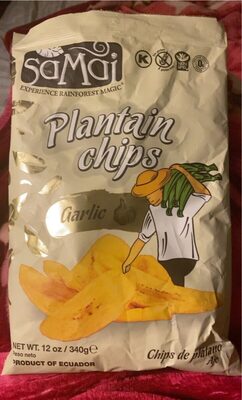 saMai
EXPERIENCE RAINFOREST MAGIC
Plantain
chips
Garlic
NET WT. 12 oz / 340g e
Peso neto
PRODUCT OF ECUADOR
Chips de plátano
Ajo